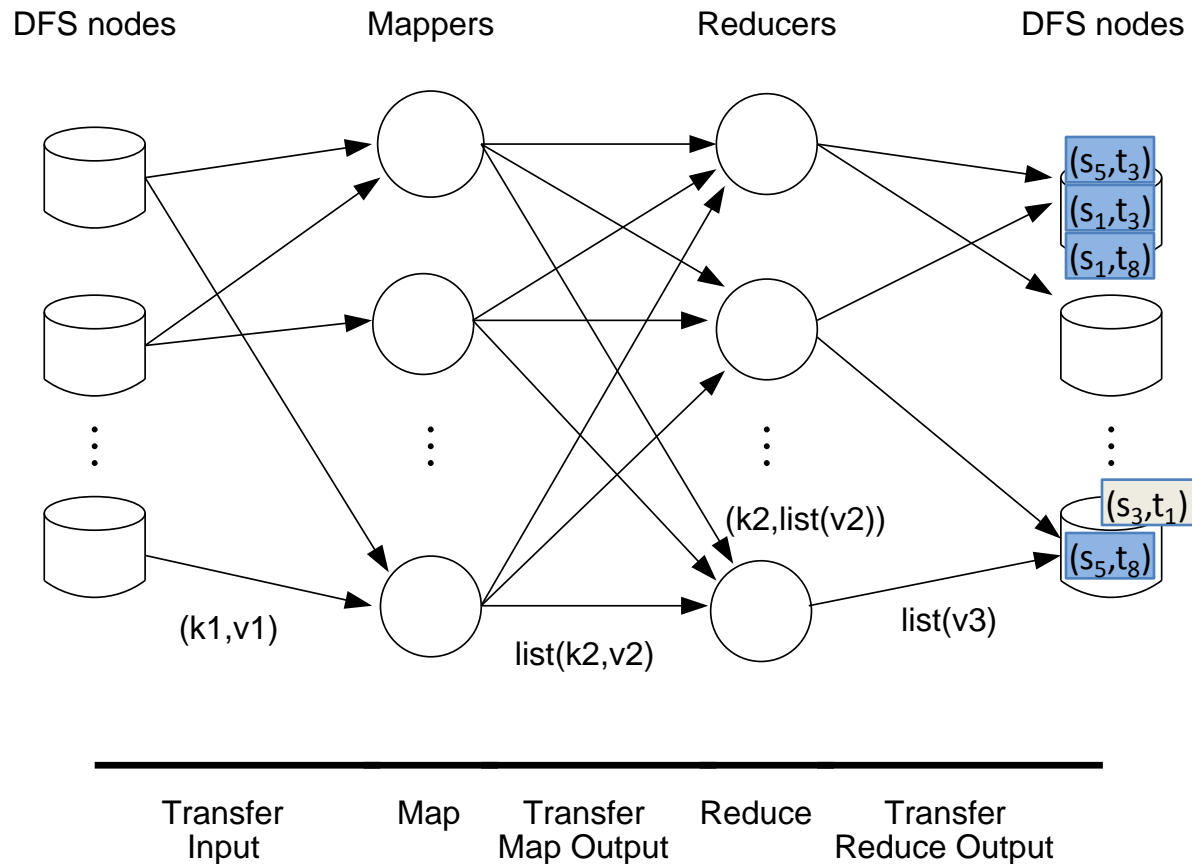 DFS nodes Mappers Reducers DFS nodes
(s5,t3)
(s1,t3)
(s1,t8)
(s3,t1)
(k2,list(v2))
(s5,t8)
(k1,v1)
list(k2,v2)
list(v3)
Transfer Input
Map
Transfer Map Output
Reduce
Transfer Reduce Output